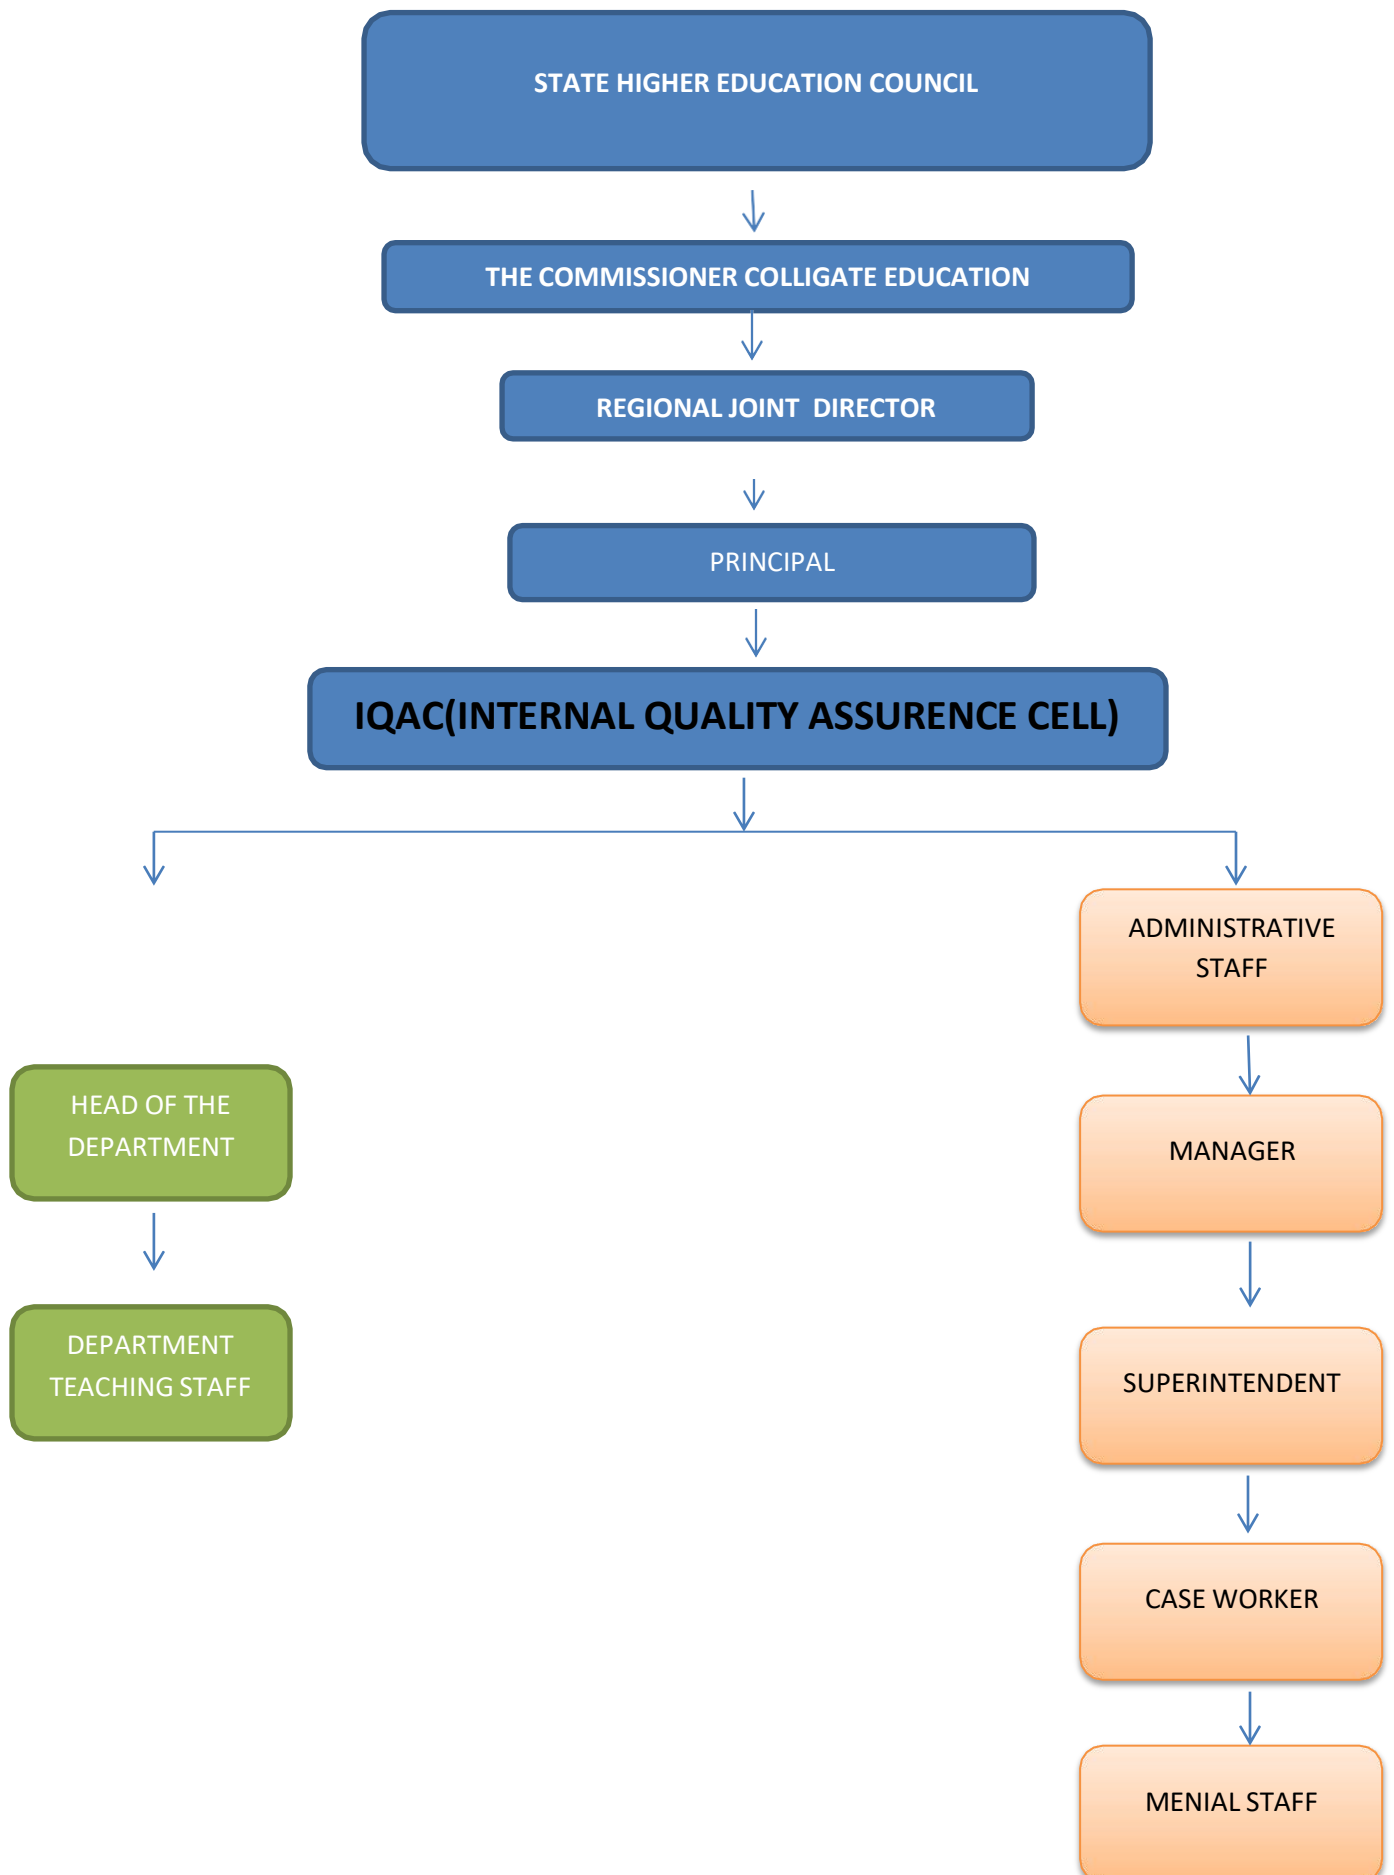 STATE HIGHER EDUCATION COUNCIL
THE COMMISSIONER COLLIGATE EDUCATION
REGIONAL JOINT  DIRECTOR
PRINCIPAL
IQAC(INTERNAL QUALITY ASSURENCE CELL)
HEAD OF THE
DEPARTMENT
DEPARTMENT
TEACHING STAFF
ADMINISTRATIVE
STAFF
MANAGER
SUPERINTENDENT
CASE WORKER
MENIAL STAFF